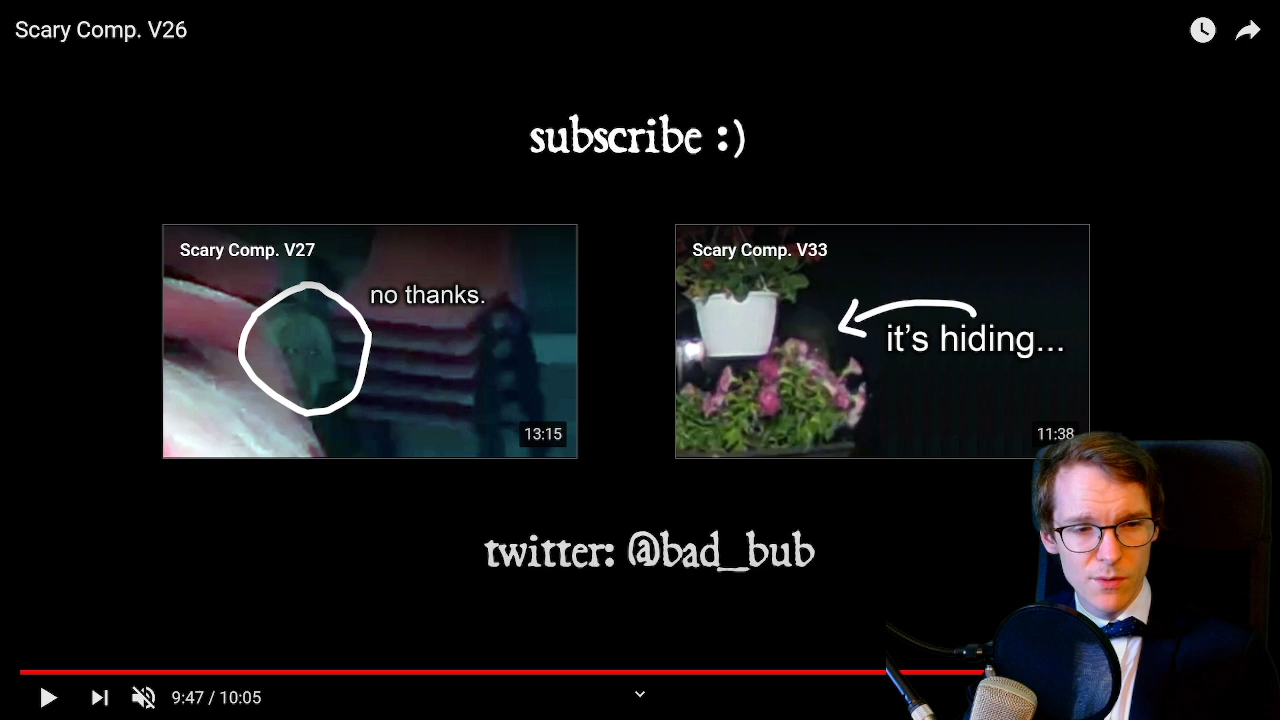 Scary Comp. V26
subscribe :)
Scary Comp. V27
no thanks.
13:15
Scary Comp. V33
it's hiding...
11:38
twitter: @bad_bub
9:47 / 10:05